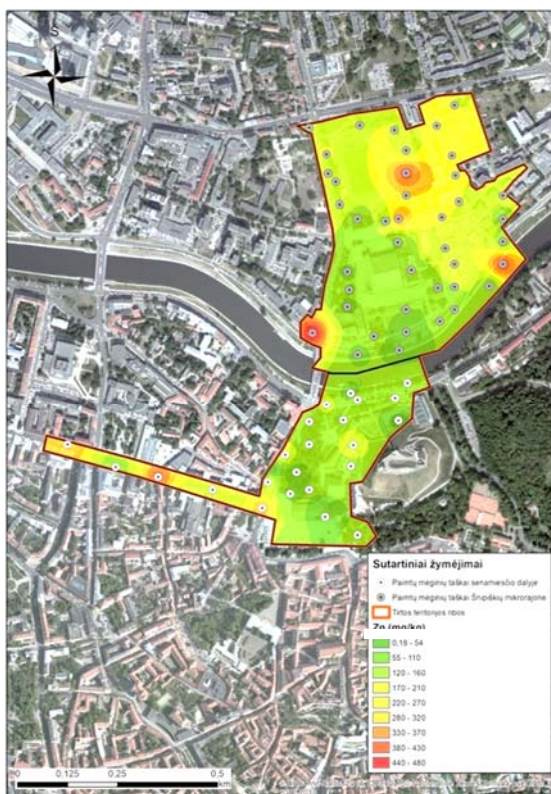 Š
Sutartiniai žymėjimai
Paimtų mėginių taškai senamiesčio dalyje
Paimtų mėginių taškai Šnipiškių mikrorajone
Tirtos teritorijos ribos
Zn (mg/kg)
0,18 - 54
55 - 110
120 - 160
170 - 210
220 - 270
280 - 320
330 - 370
380 - 430
440 - 480
0 0.125 0.25 0.5
km